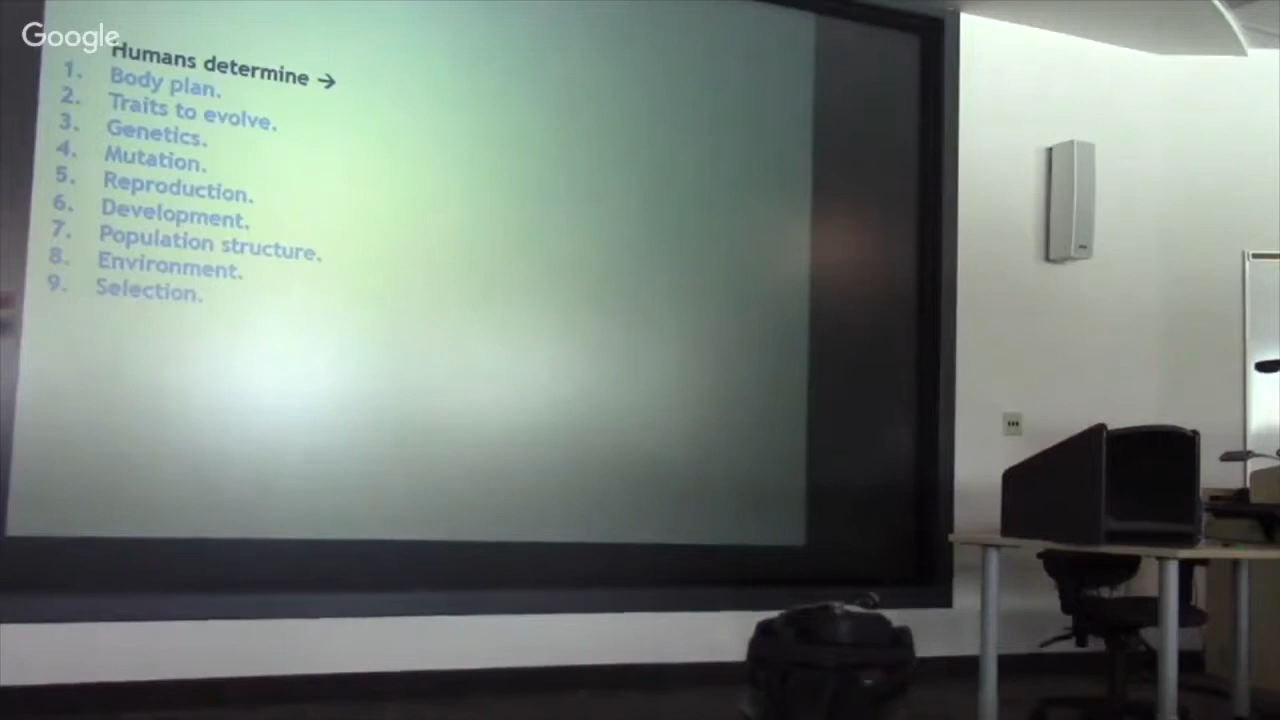 Google
Humans determine →
1. Body plan.
2. Traits to evolve.
3. Genetics.
4. Mutation.
5. Reproduction.
6. Development.
7. Population structure.
8. Environment.
9. Selection.